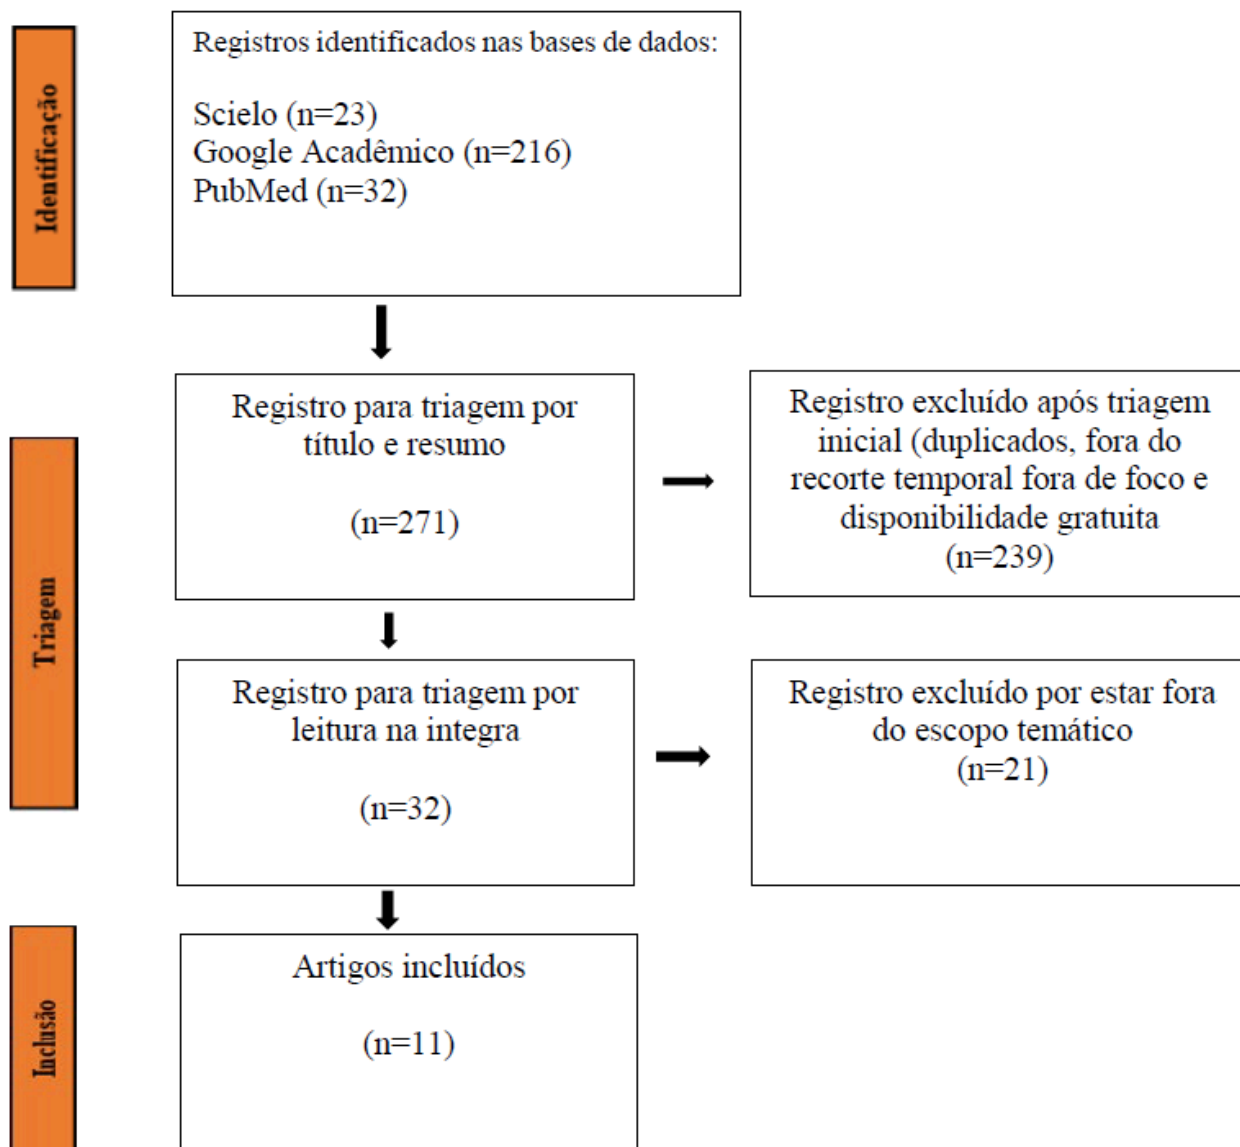 Identificação
Registros identificados nas bases de dados:
Scielo (n=23)
Google Acadêmico (n=216)
PubMed (n=32)
Triagem
Registro para triagem por
título e resumo
(n=271)
Registro excluído após triagem
inicial (duplicados, fora do
recorte temporal fora de foco e
disponibilidade gratuita
(n=239)
Registro para triagem por
leitura na integra
(n=32)
Registro excluído por estar fora
do escopo temático
(n=21)
Inclusão
Artigos incluídos
(n=11)